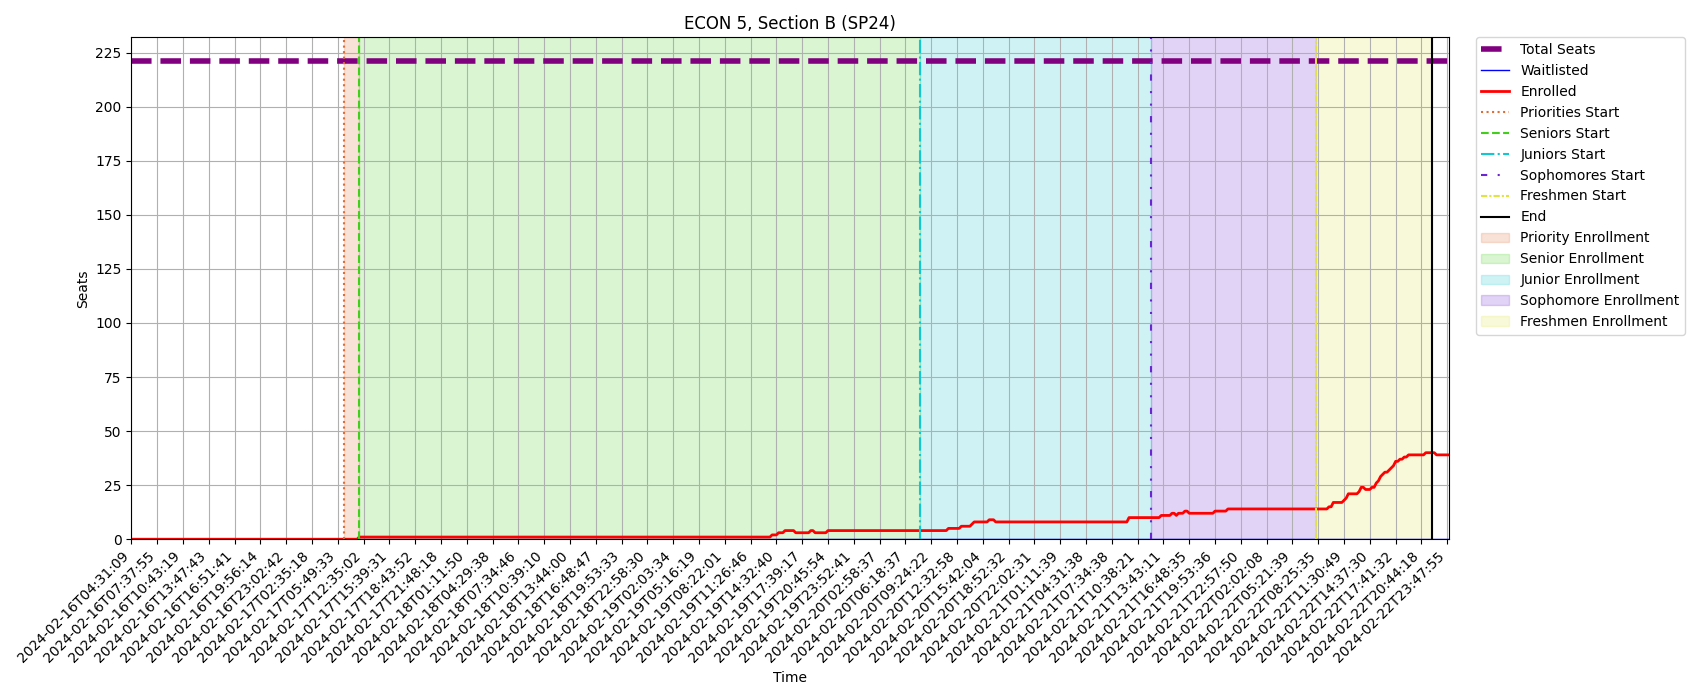 ECON 5, Section B (SP24)
Total Seats
Waitlisted
Enrolled
Priorities Start
Seniors Start
Juniors Start
Sophomores Start
Freshmen Start
End
Priority Enrollment
Senior Enrollment
Junior Enrollment
Sophomore Enrollment
Freshmen Enrollment
Seats
225
200
175
150
125
100
75
50
25
0
2024-02-16T04:31:09
2024-02-16T07:37:55
2024-02-16T10:43:19
2024-02-16T13:47:43
2024-02-16T16:51:41
2024-02-16T19:56:14
2024-02-16T23:02:42
2024-02-17T02:35:18
2024-02-17T05:49:33
2024-02-17T12:35:02
2024-02-17T15:39:31
2024-02-17T18:43:52
2024-02-17T21:48:18
2024-02-18T01:11:50
2024-02-18T04:29:38
2024-02-18T07:34:46
2024-02-18T10:39:10
2024-02-18T13:44:00
2024-02-18T16:48:47
2024-02-18T19:53:33
2024-02-18T22:58:30
2024-02-19T02:03:34
2024-02-19T05:16:19
2024-02-19T08:22:01
2024-02-19T11:26:46
2024-02-19T14:32:40
2024-02-19T17:39:17
2024-02-19T20:45:54
2024-02-19T23:52:41
2024-02-20T02:58:37
2024-02-20T06:18:37
2024-02-20T09:24:22
2024-02-20T12:32:58
2024-02-20T15:42:04
2024-02-20T18:52:32
2024-02-20T22:02:31
2024-02-21T01:11:39
2024-02-21T04:31:38
2024-02-21T07:34:38
2024-02-21T10:38:21
2024-02-21T13:43:11
2024-02-21T16:48:35
2024-02-21T19:53:36
2024-02-21T22:57:50
2024-02-22T02:02:08
2024-02-22T05:21:39
2024-02-22T08:25:35
2024-02-22T11:30:49
2024-02-22T14:37:30
2024-02-22T17:41:32
2024-02-22T20:44:18
2024-02-22T23:47:55
Time